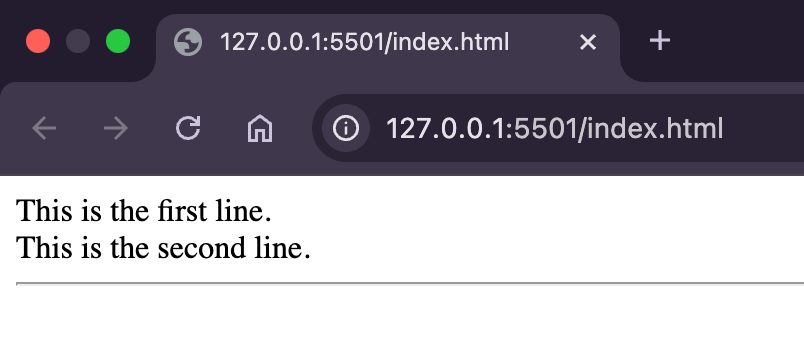 127.0.0.1:5501/index.html
127.0.0.1:5501/index.html
This is the first line.
This is the second line.